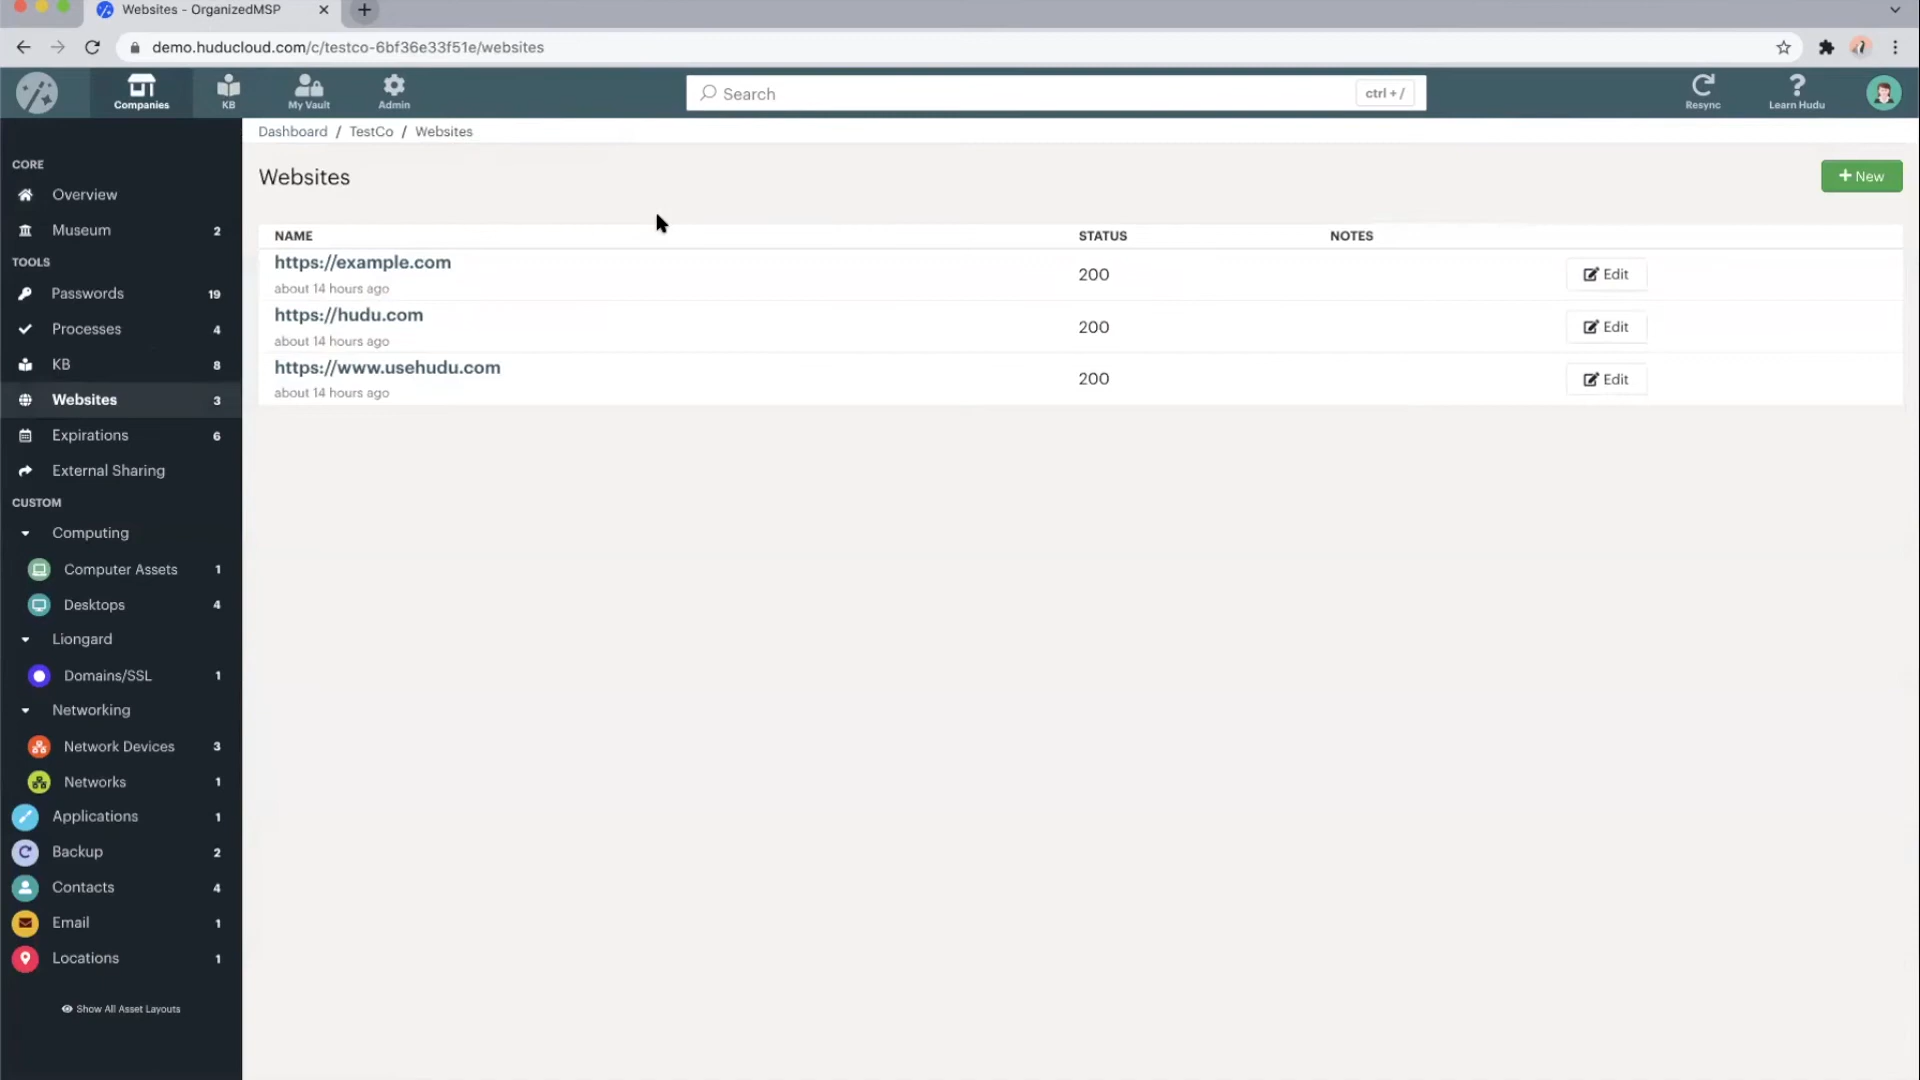 Websites - OrganizedMSP
demo.huducloud.com/c/testco-6bf36e33f51e/websites
Companies
KB
My Vault
Admin
Search
ctrl + /
Resync
Learn Hudu
Dashboard / TestCo / Websites
CORE
Overview
Museum 2
TOOLS
Passwords 19
Processes 4
KB 8
Websites 3
Expirations 6
External Sharing
CUSTOM
Computing
Computer Assets 1
Desktops 4
Liongard
Domains/SSL 1
Networking
Network Devices 3
Networks 1
Applications 1
Backup 2
Contacts 4
Email 1
Locations 1
Show All Asset Layouts
Websites
+ New
NAME STATUS NOTES
https://example.com
about 14 hours ago
200
Edit
https://hudu.com
about 14 hours ago
200
Edit
https://www.usehudu.com
about 14 hours ago
200
Edit